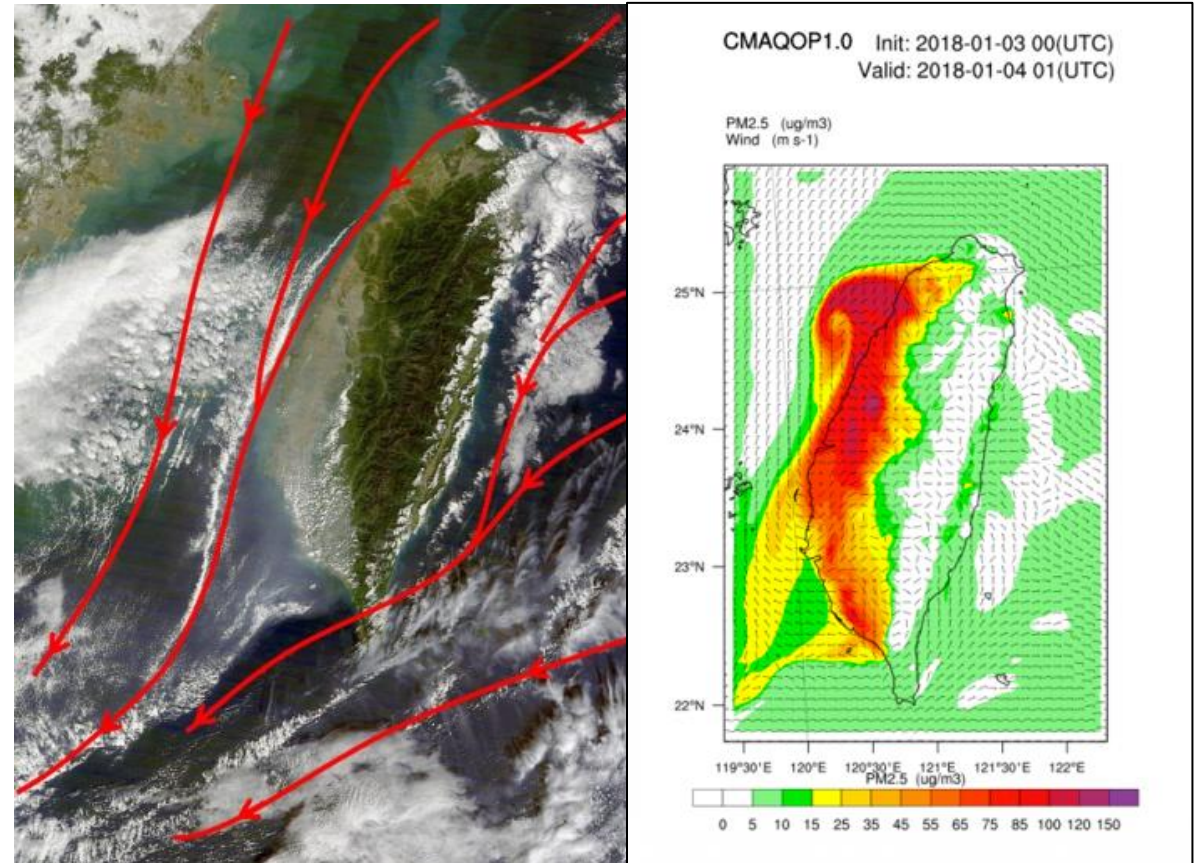 CMAQOP1.0 Init: 2018-01-03 00(UTC)
Valid: 2018-01-04 01(UTC)
PM2.5 (ug/m3)
Wind (m s-1)
25°N
24°N
23°N
22°N
119°30'E 120°E 120°30'E 121°E 121°30'E 122°E
PM2.5 (ug/m3)
0 5 10 15 25 35 45 55 65 75 85 100 120 150